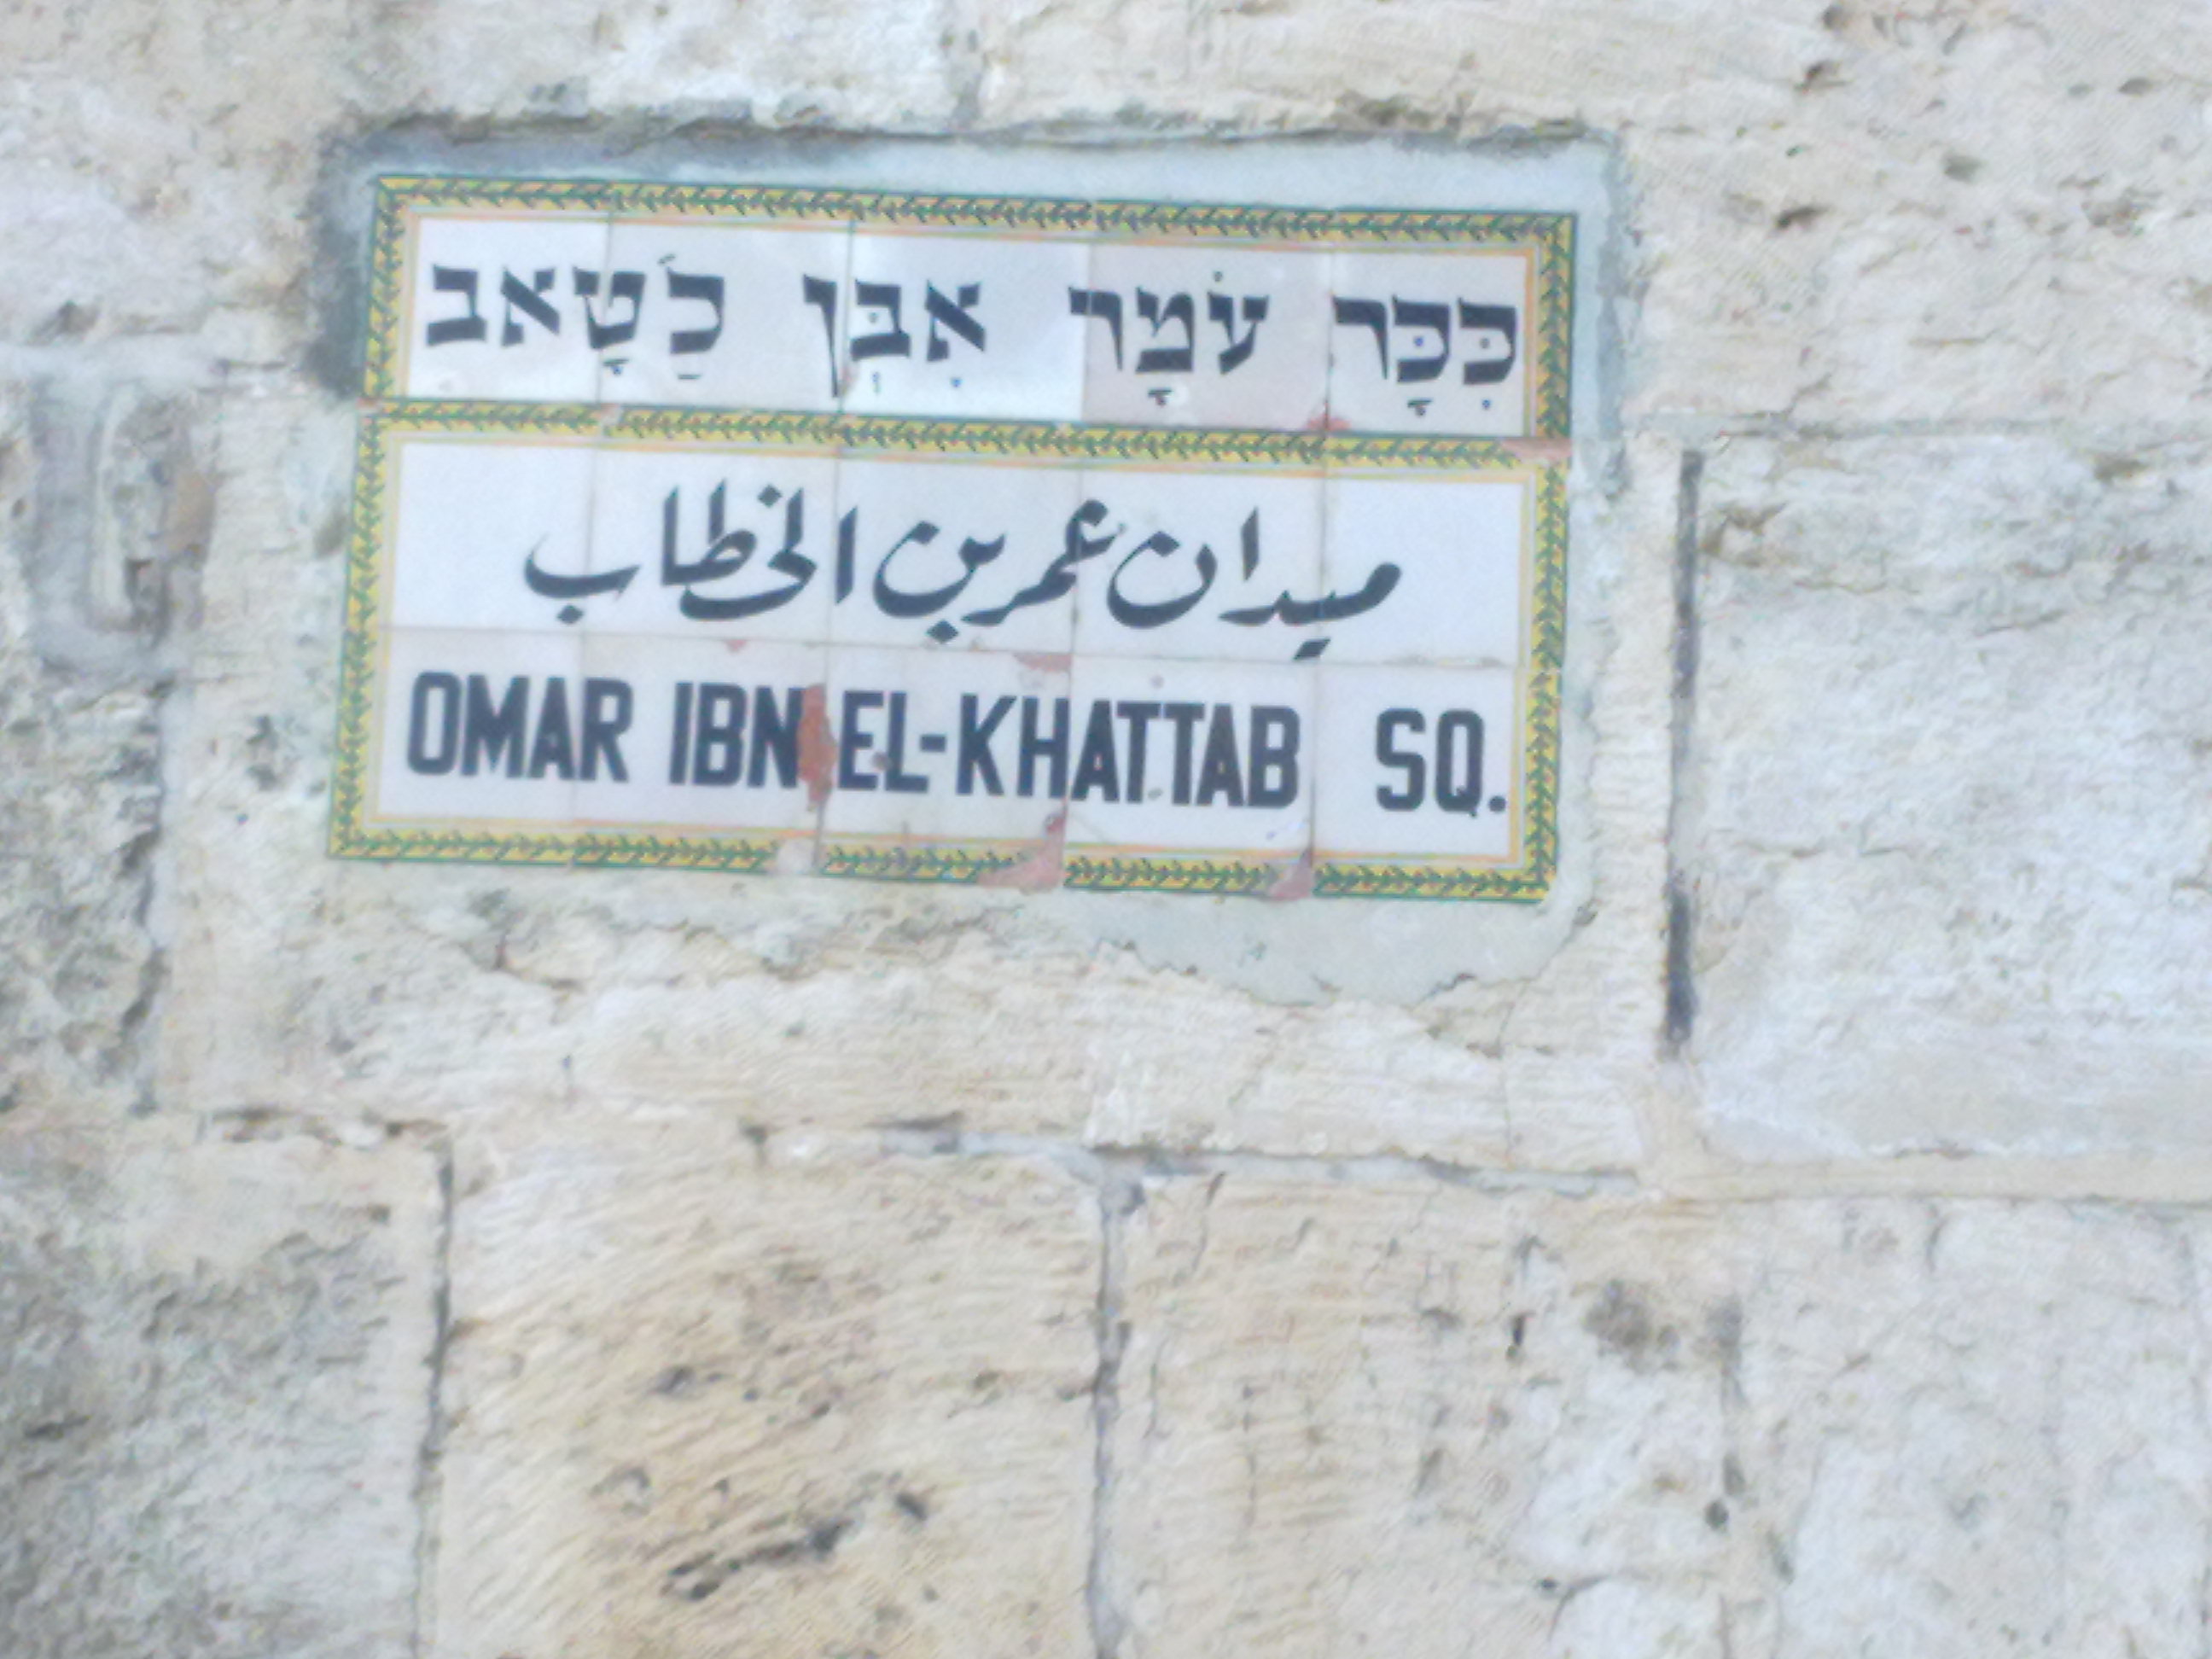 כִּכָּר עֹמָר אִבְּן כַֿטָאב
ميدان عمر بن الخطاب
OMAR IBN EL-KHATTAB SQ.